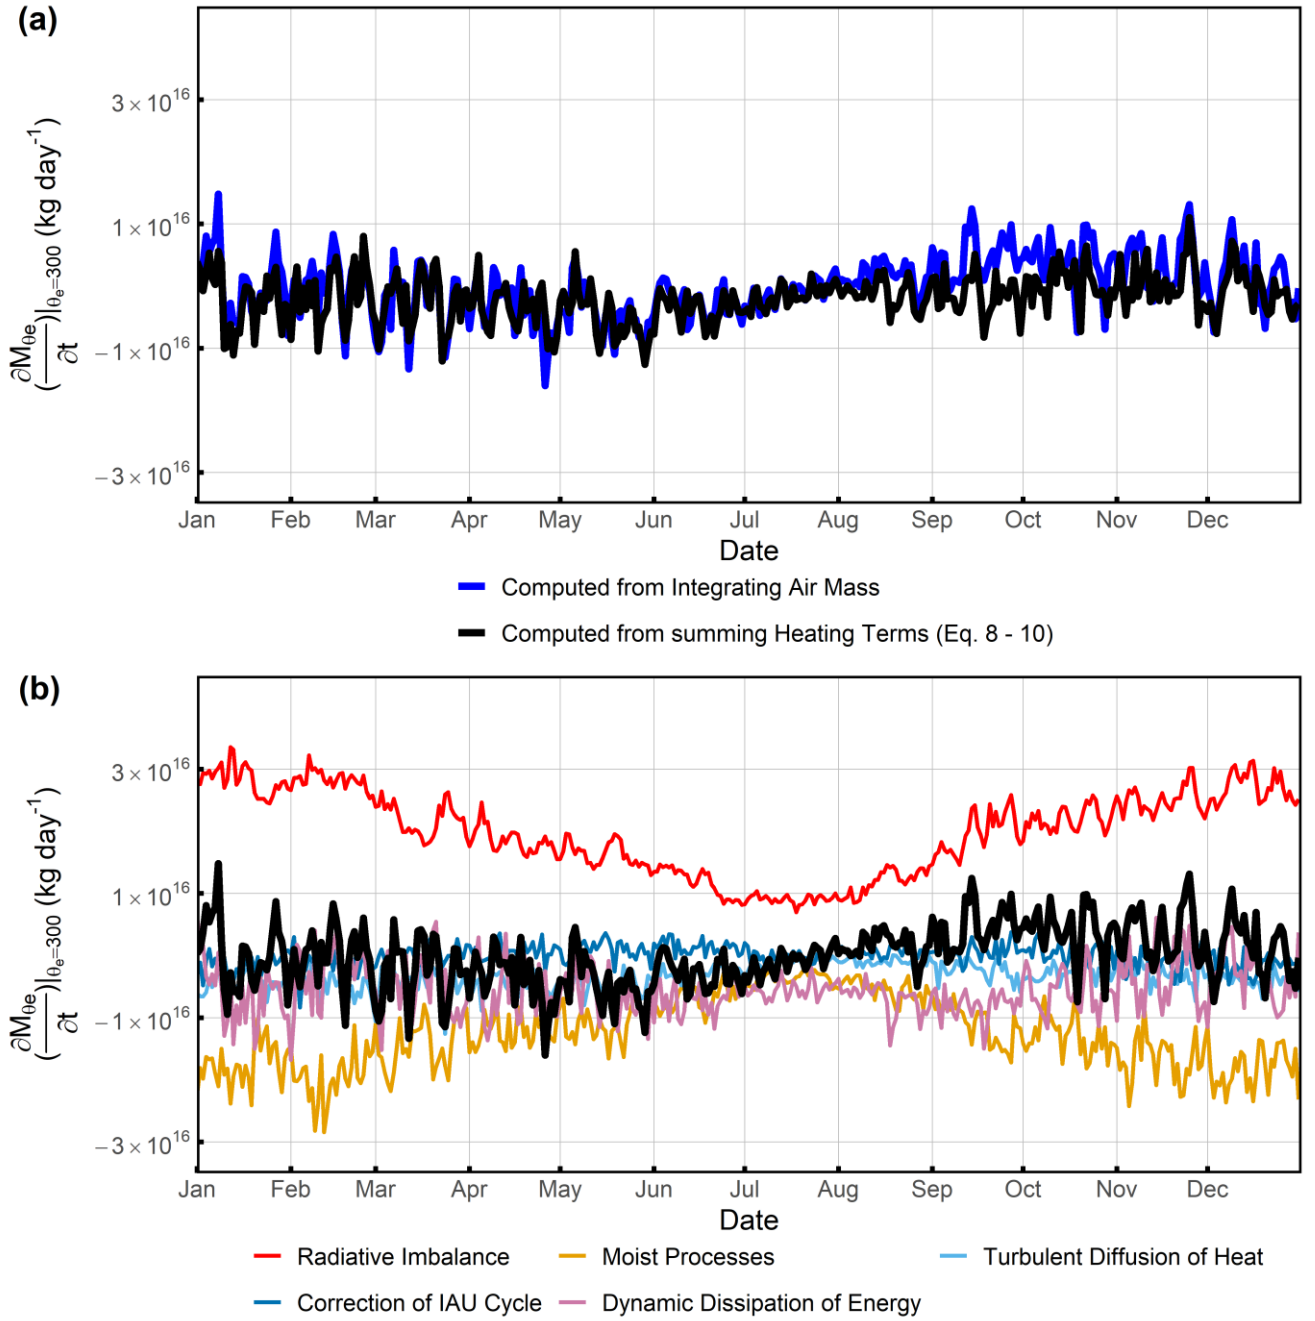 (a)
3 × 10^16
1 × 10^16
−1 × 10^16
−3 × 10^16
(∂M_θe/∂t)|θ_e=300 (kg day^-1)
Jan Feb Mar Apr May Jun Jul Aug Sep Oct Nov Dec
Date
Computed from Integrating Air Mass
Computed from summing Heating Terms (Eq. 8 - 10)
(b)
3 × 10^16
1 × 10^16
−1 × 10^16
−3 × 10^16
(∂M_θe/∂t)|θ_e=300 (kg day^-1)
Jan Feb Mar Apr May Jun Jul Aug Sep Oct Nov Dec
Date
Radiative Imbalance Moist Processes Turbulent Diffusion of Heat
Correction of IAU Cycle Dynamic Dissipation of Energy